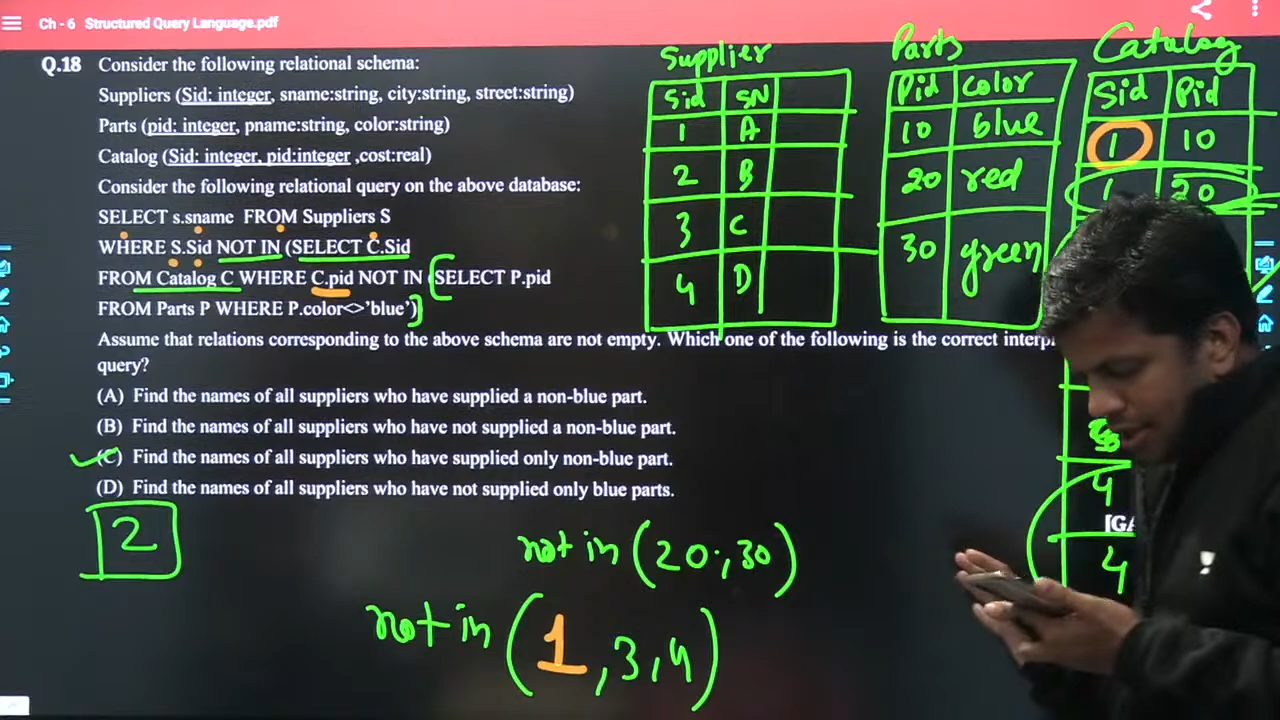 Ch - 6 Structured Query Language.pdf
Q.18 Consider the following relational schema:
Suppliers (Sid: integer, sname:string, city:string, street:string)
Parts (pid: integer, pname:string, color:string)
Catalog (Sid: integer, pid:integer ,cost:real)
Consider the following relational query on the above database:
SELECT s.sname FROM Suppliers S
WHERE S.Sid NOT IN (SELECT C.Sid
FROM Catalog C WHERE C.pid NOT IN (SELECT P.pid
FROM Parts P WHERE P.color<>’blue’)
Assume that relations corresponding to the above schema are not empty. Which one of the following is the correct
query?
(A) Find the names of all suppliers who have supplied a non-blue part.
(B) Find the names of all suppliers who have not supplied a non-blue part.
(C) Find the names of all suppliers who have supplied only non-blue part.
(D) Find the names of all suppliers who have not supplied only blue parts.
2
not in (20, 30)
not in (1, 3, 4)
Supplier
Sid SN
1 A
2 B
3 C
4 D
Parts
Pid color
10 blue
20 red
30 green
Catalog
Sid Pid
1 10
1 20
4
[GA
4